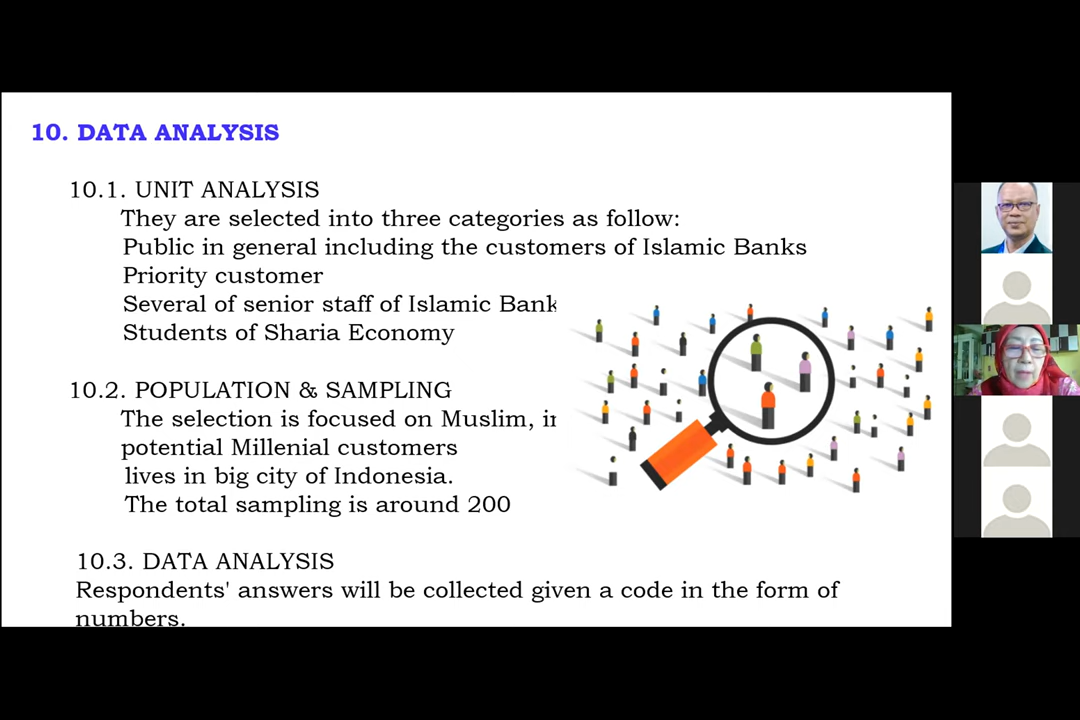 10. DATA ANALYSIS
10.1. UNIT ANALYSIS
They are selected into three categories as follow:
Public in general including the customers of Islamic Banks
Priority customer
Several of senior staff of Islamic Bank
Students of Sharia Economy
10.2. POPULATION & SAMPLING
The selection is focused on Muslim,
potential Millenial customers
lives in big city of Indonesia.
The total sampling is around 200
10.3. DATA ANALYSIS
Respondents' answers will be collected given a code in the form of
numbers.